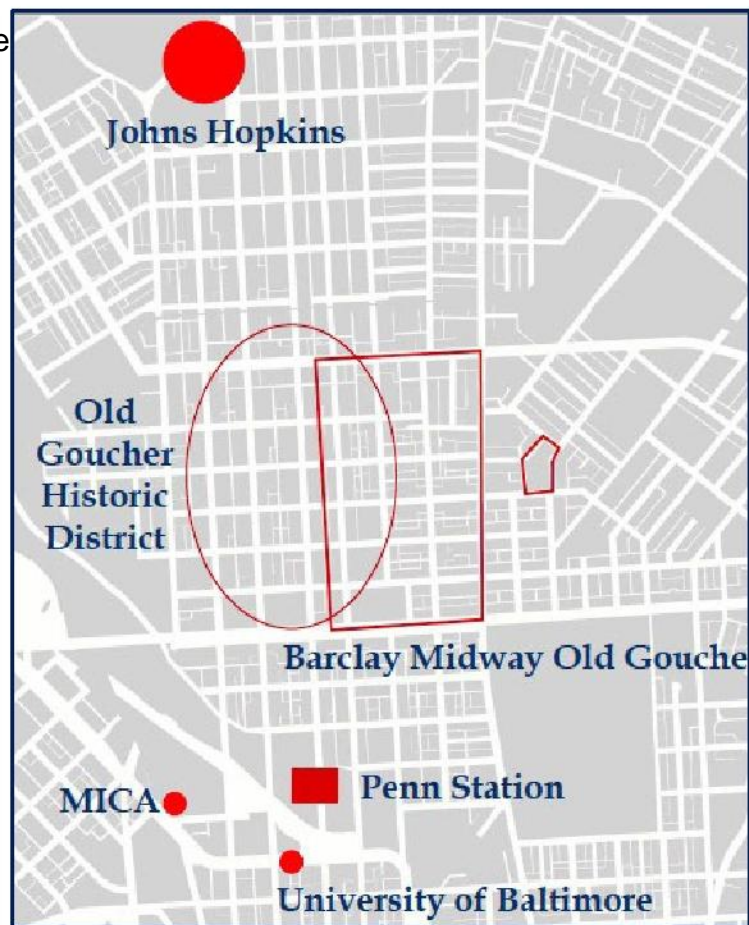 e
Johns Hopkins
Old
Goucher
Historic
District
Barclay Midway Old Gouche
MICA
Penn Station
University of Baltimore